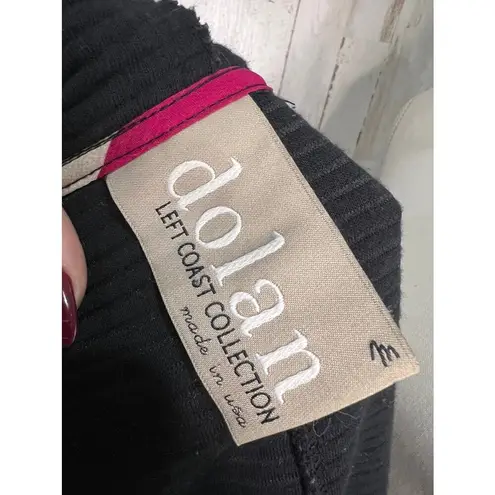 dolan
LEFT COAST COLLECTION
made in usa
m